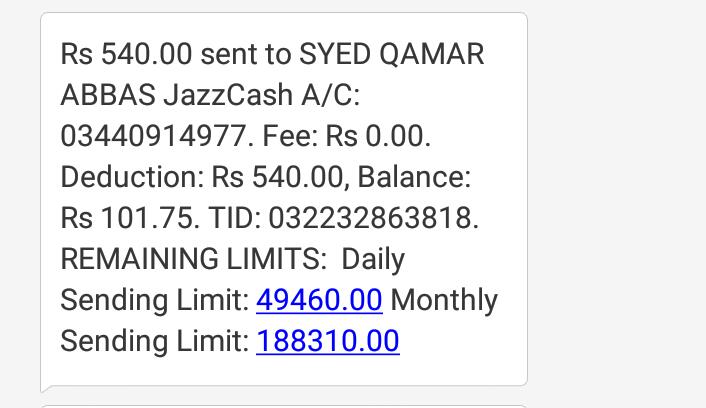 Rs 540.00 sent to SYED QAMAR
ABBAS JazzCash A/C:
03440914977. Fee: Rs 0.00.
Deduction: Rs 540.00, Balance:
Rs 101.75. TID: 032232863818.
REMAINING LIMITS:  Daily
Sending Limit: 49460.00 Monthly
Sending Limit: 188310.00